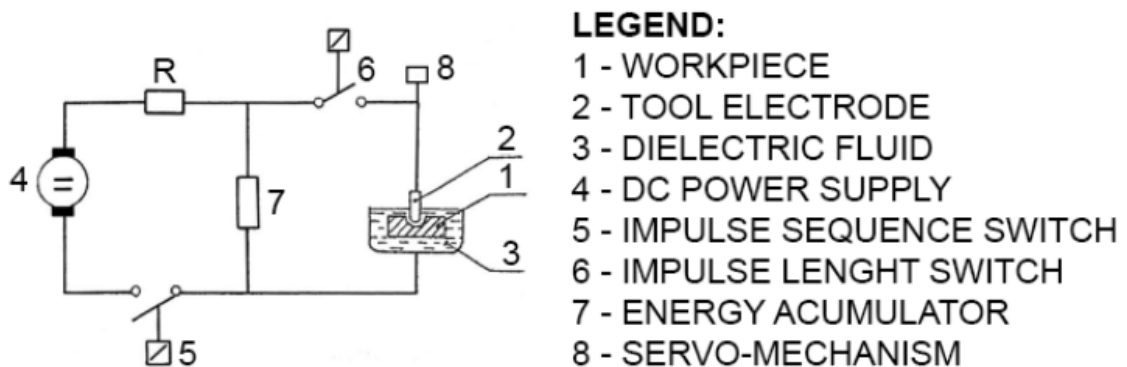 R
6
8
2
1
4
7
3
5
LEGEND:
1 - WORKPIECE
2 - TOOL ELECTRODE
3 - DIELECTRIC FLUID
4 - DC POWER SUPPLY
5 - IMPULSE SEQUENCE SWITCH
6 - IMPULSE LENGHT SWITCH
7 - ENERGY ACUMULATOR
8 - SERVO-MECHANISM